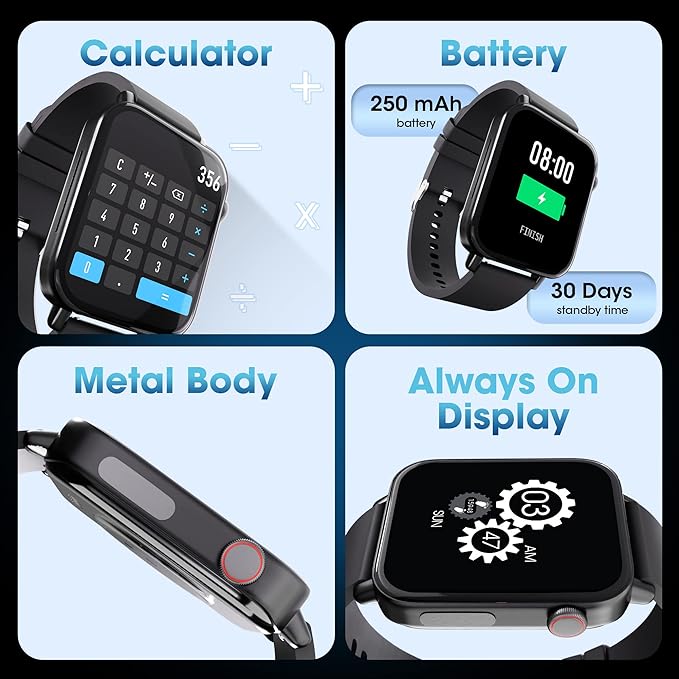 Calculator
+
−
×
÷
356
C +/- ⌫ ÷
7 8 9 ×
4 5 6 -
1 2 3 +
0 . =
Battery
250 mAh
battery
08:00
FINISH
30 Days
standby time
Metal Body
Always On
Display
03
47
SUN
AM